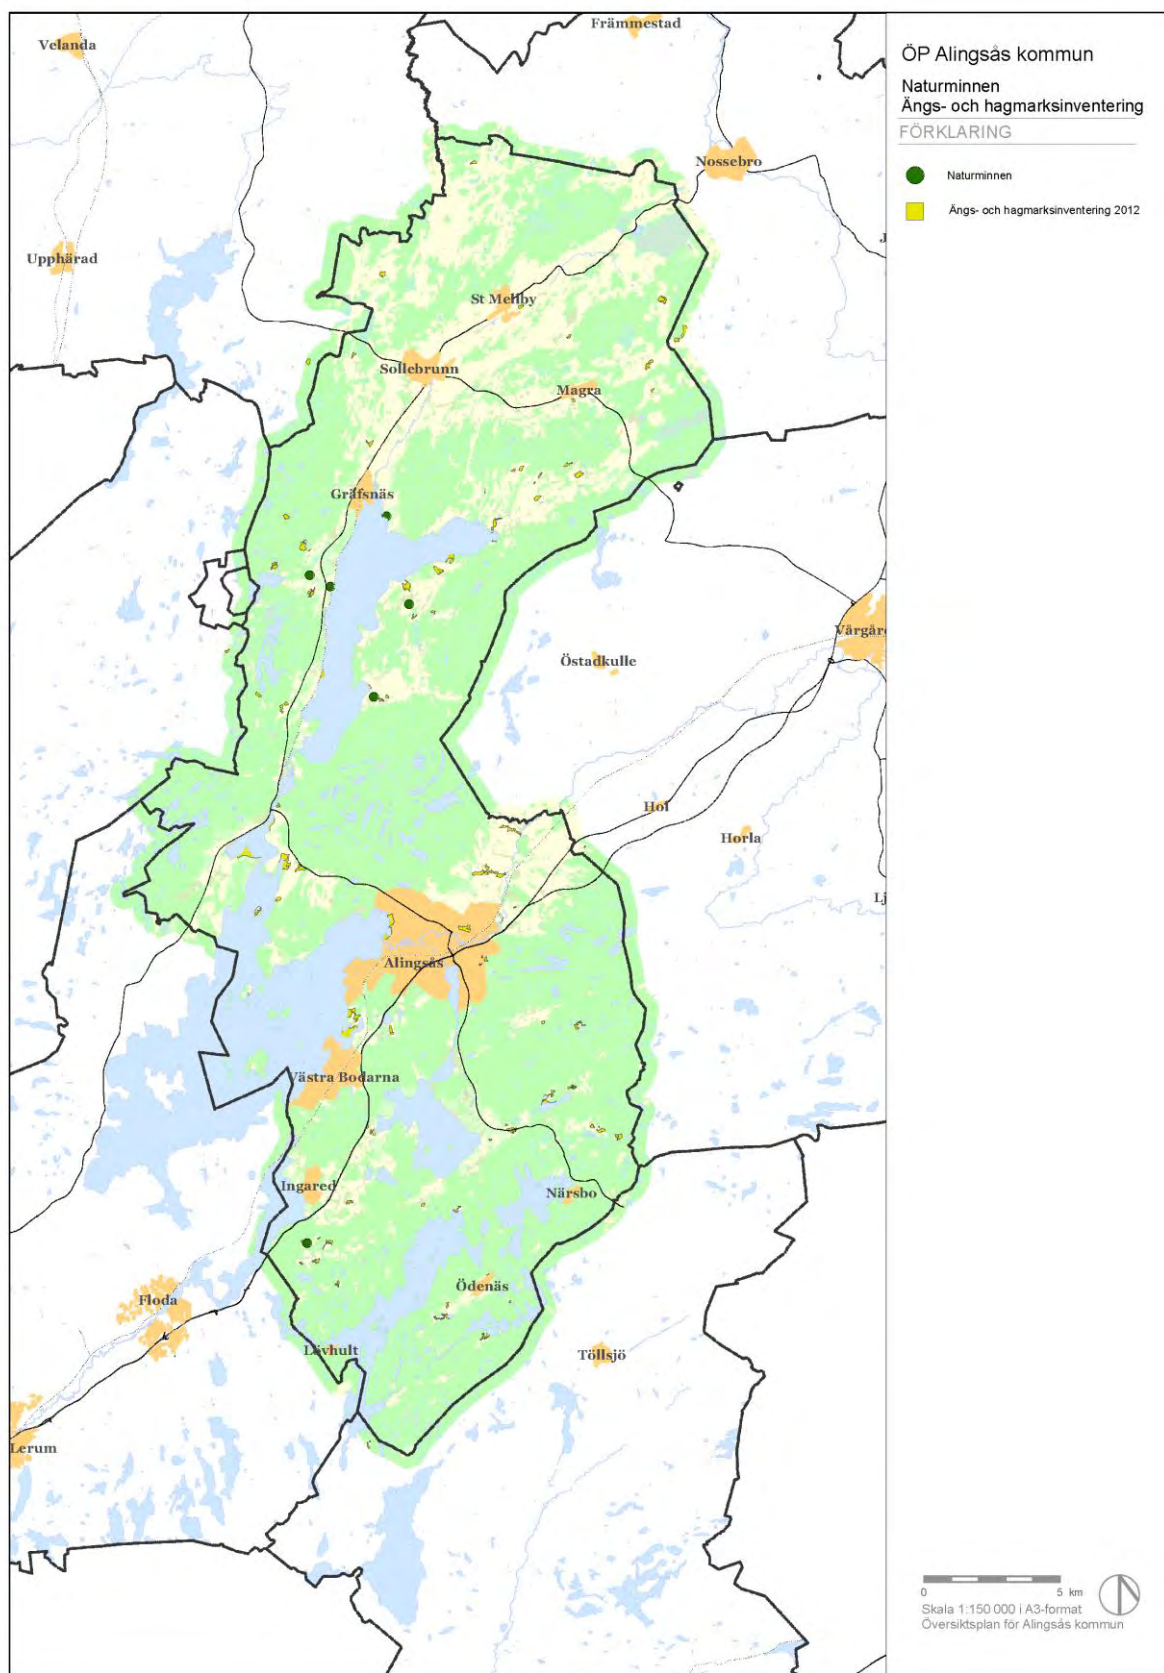 Velanda
Främmestad
Nossebro
Upphärad
St Mellby
Sollebrunn
Magra
Gräfsnäs
Vårgård
Östadkulle
Hol
Horla
Lj
Alingsås
Västra Bodarna
Ingared
Närsbo
Ödenäs
Floda
Lövhult
Töllsjö
Lerum
ÖP Alingsås kommun
Naturminnen
Ängs- och hagmarksinventering
FÖRKLARING
Naturminnen
Ängs- och hagmarksinventering 2012
0 5 km
Skala 1:150 000 i A3-format
Översiktsplan för Alingsås kommun